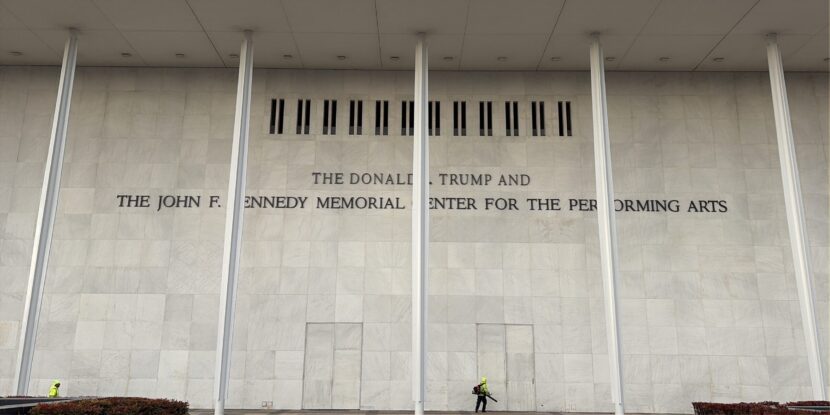 THE DONALD J. TRUMP AND
THE JOHN F. KENNEDY MEMORIAL CENTER FOR THE PERFORMING ARTS